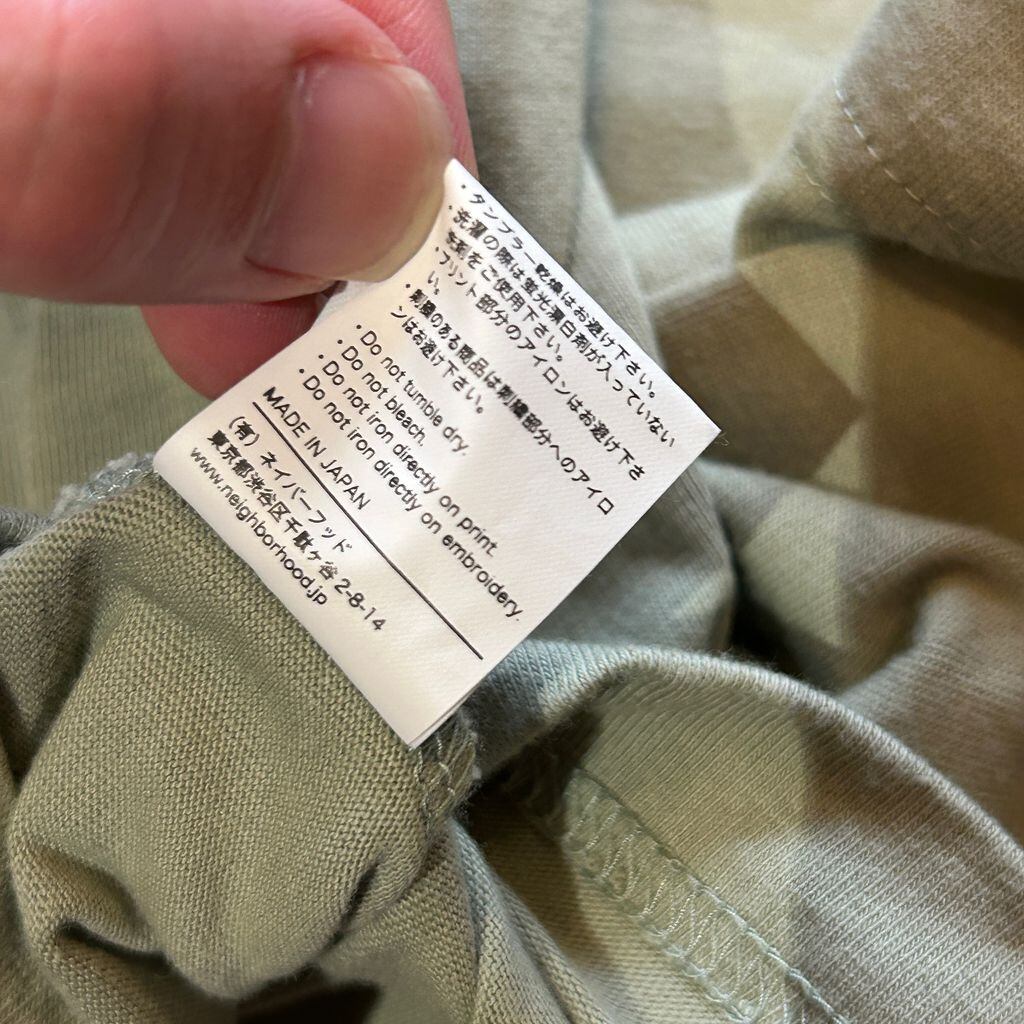 ・タンブラー乾燥はお避け下さい。
・洗濯の際は蛍光漂白剤が入っていない
洗剤をご使用下さい。
・プリント部分のアイロンはお避け下さ
い。
・刺繍のある商品は刺繍部分へのアイロ
ンはお避け下さい。
・Do not tumble dry.
・Do not bleach.
・Do not iron directly on print
・Do not iron directly on embroidery.
MADE IN JAPAN
(有) ネイバーフッド
東京都渋谷区千駄ヶ谷 2-8-14
www.neighborhood.jp